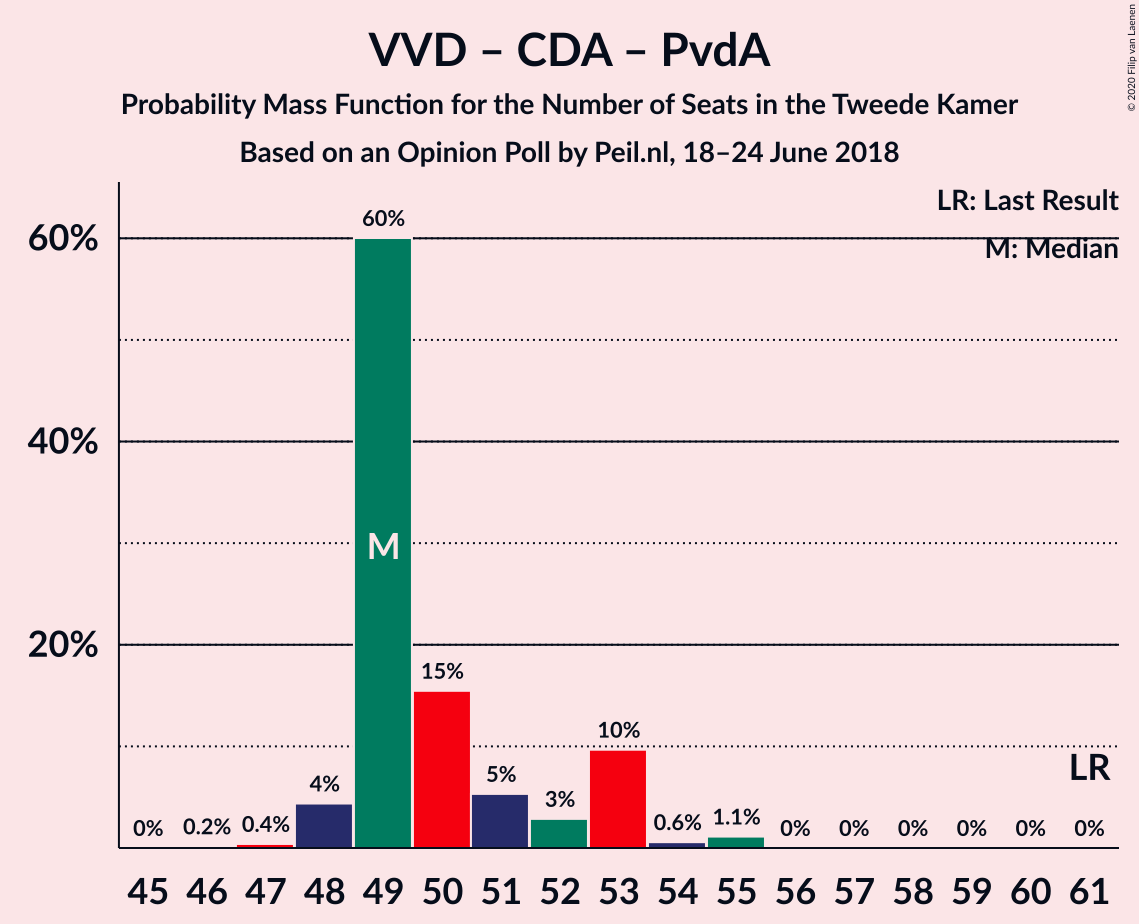 VVD – CDA – PvdA
Probability Mass Function for the Number of Seats in the Tweede Kamer
Based on an Opinion Poll by Peil.nl, 18–24 June 2018
© 2020 Filip van Laenen
LR: Last Result
M: Median
60%
40%
20%
0% 0.2% 0.4% 4% 60% 15% 5% 3% 10% 0.6% 1.1% 0% 0% 0% 0% 0% 0%
M
LR
45 46 47 48 49 50 51 52 53 54 55 56 57 58 59 60 61